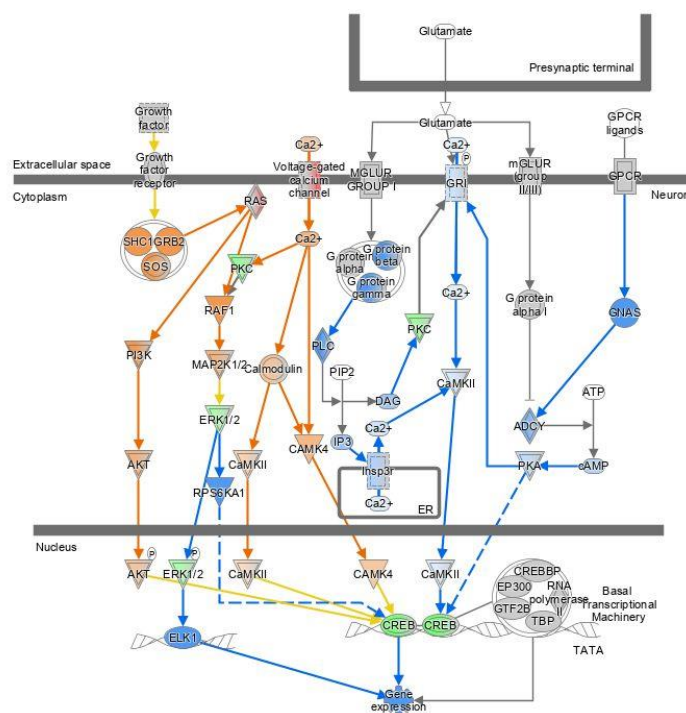 Glutamate
Presynaptic terminal
Growth
factor
Ca2+
Glutamate
Ca2+
P
GPCR
ligands
Extracellular space
Growth
factor
receptor
Voltage-gated
calcium
channel
MGLUR
GROUP I
GRI
mGLUR
(group
II/III)
GPCR
Cytoplasm
Neuron
RAS
SHC1
GRB2
SOS
Ca2+
PKC
G protein
alpha
G protein
beta
G protein
gamma
Ca2+
G protein
alpha I
GNAS
RAF1
PKC
PI3K
MAP2K1/2
Calmodulin
PLC
PIP2
CaMKII
DAG
ATP
ERK1/2
CAMK4
IP3
Ca2+
ADCY
AKT
CaMKII
RPS6KA1
Insp3r
PKA
cAMP
Ca2+
ER
Nucleus
P
P
AKT
ERK1/2
CaMKII
CAMK4
CaMKII
CREBBP
EP300
RNA
polymerase
II
GTF2B
TBP
Basal
Transcriptional
Machinery
ELK1
CREB
CREB
TATA
Gene
expression